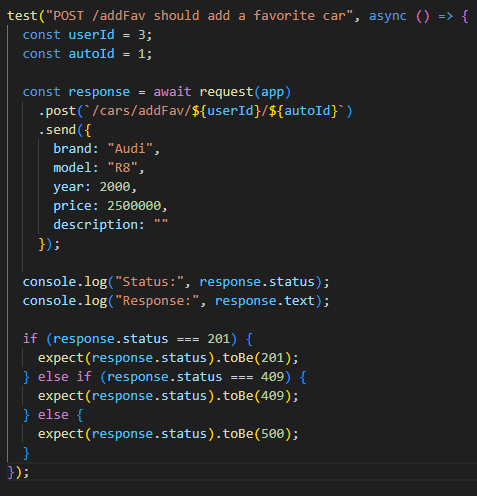 test("POST /addFav should add a favorite car", async () => {
  const userId = 3;
  const autoId = 1;

  const response = await request(app)
    .post(`/cars/addFav/${userId}/${autoId}`)
    .send({
      brand: "Audi",
      model: "R8",
      year: 2000,
      price: 2500000,
      description: ""
    });

  console.log("Status:", response.status);
  console.log("Response:", response.text);

  if (response.status === 201) {
    expect(response.status).toBe(201);
  } else if (response.status === 409) {
    expect(response.status).toBe(409);
  } else {
    expect(response.status).toBe(500);
  }
});